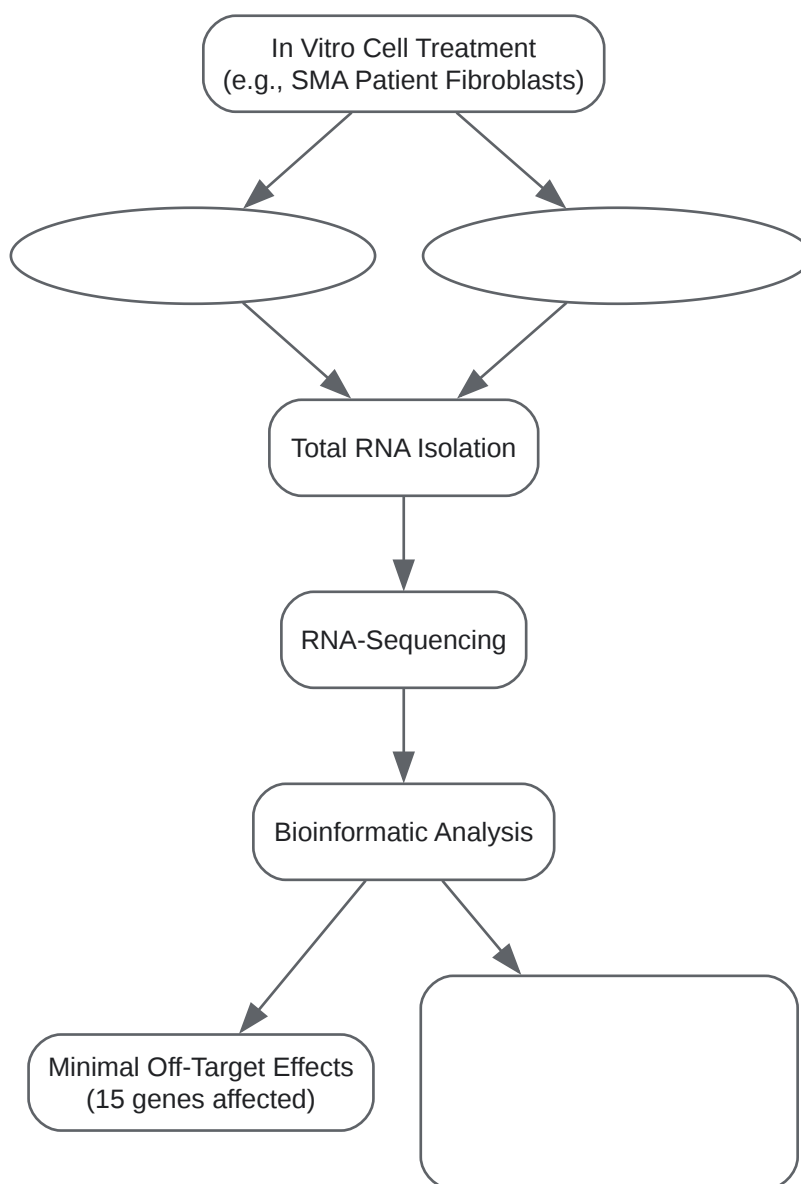 In Vitro Cell Treatment
(e.g., SMA Patient Fibroblasts)
Total RNA Isolation
RNA-Sequencing
Bioinformatic Analysis
Minimal Off-Target Effects
(15 genes affected)